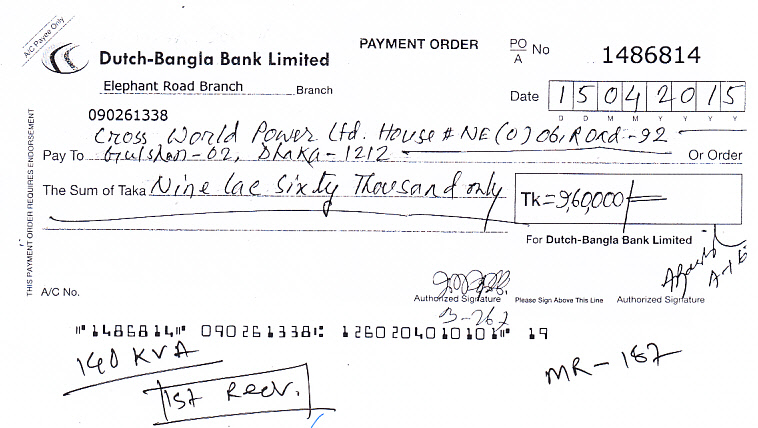 A/C Payee Only
Dutch-Bangla Bank Limited
PAYMENT ORDER
PO/A No 1486814
Elephant Road Branch Branch
Date 15042015
D D M M Y Y Y Y
090261338
Cross World Power Ltd. House # NE(O)06, Road-92
Pay To Gulshan-02, Dhaka-1212 Or Order
The Sum of Taka Nine lac Sixty Thousand only
Tk=9,60,000/=
For Dutch-Bangla Bank Limited
THIS PAYMENT ORDER REQUIRES ENDORSEMENT
A/C No.
Authorized Signature Please Sign Above This Line Authorized Signature
B-267
⑈1486814⑈ 090261338⑆ 1260204010101⑈ 19
140 KVA
1st Recv.
MR-187